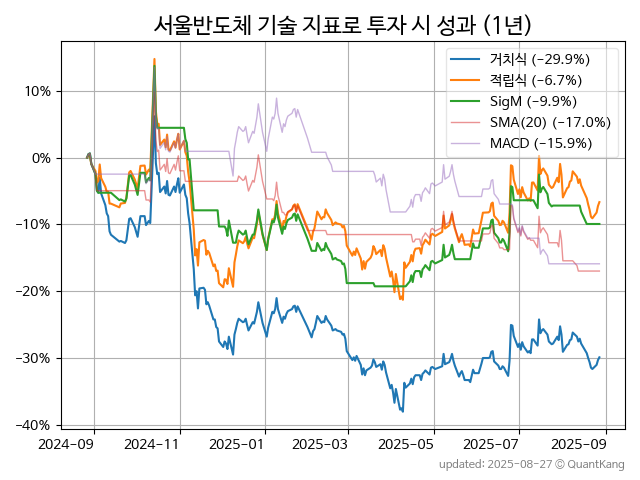 서울반도체 기술 지표로 투자 시 성과 (1년)
거치식 (−29.9%)
적립식 (−6.7%)
SigM (−9.9%)
SMA(20) (−17.0%)
MACD (−15.9%)
10%
0%
−10%
−20%
−30%
−40%
2024-09 2024-11 2025-01 2025-03 2025-05 2025-07 2025-09
updated: 2025-08-27 © QuantKang